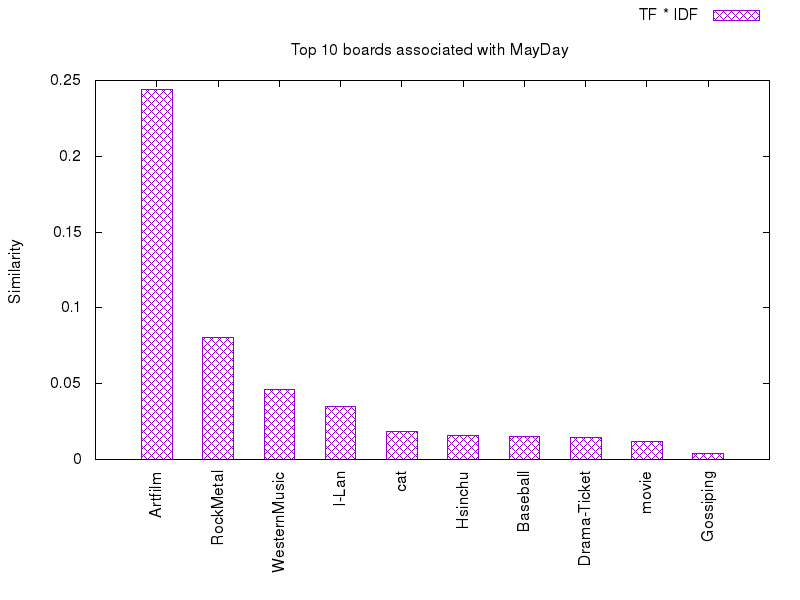 TF * IDF
Top 10 boards associated with MayDay
0.25
0.2
0.15
0.1
0.05
0
Similarity
Artfilm
RockMetal
WesternMusic
I-Lan
cat
Hsinchu
Baseball
Drama-Ticket
movie
Gossiping